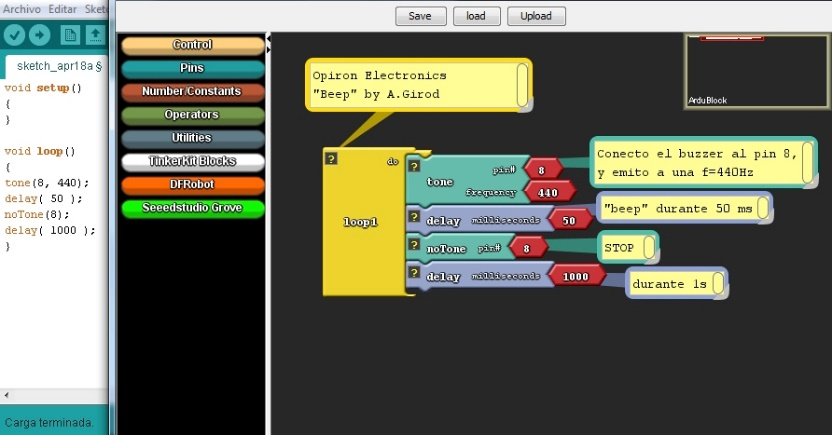 Archivo Editar Sket
Save load Upload
sketch_apr18a §
void setup()
{
}
void loop()
{
tone(8, 440);
delay( 50 );
noTone(8);
delay( 1000 );
}
Carga terminada.
Control
Pins
Number/Constants
Operators
Utilities
TinkerKit Blocks
DFRobot
Seeedstudio Grove
Opiron Electronics
"Beep" by A.Girod
ArduBlock
loop1
do
?
? tone pin# 8
frequency 440
? delay milliseconds 50
? noTone pin# 8
? delay milliseconds 1000
Conecto el buzzer al pin 8,
y emito a una f=440Hz
"beep" durante 50 ms
STOP
durante 1s